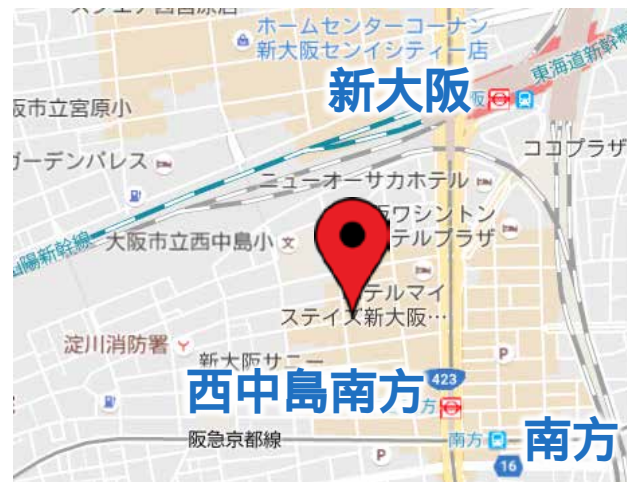 ホームセンターコーナン
新大阪センイシティー店
東海道新幹線
新大阪
阪市立宮原小
ココプラザ
ガーデンパレス
ニューオーサカホテル
阪ワシントン
テルプラザ
山陽新幹線
大阪市立西中島小
文
テルマイ
ステイズ新大阪…
淀川消防署
新大阪サニー
P
423
西中島南方
方
阪急京都線
南方
南方
P
16